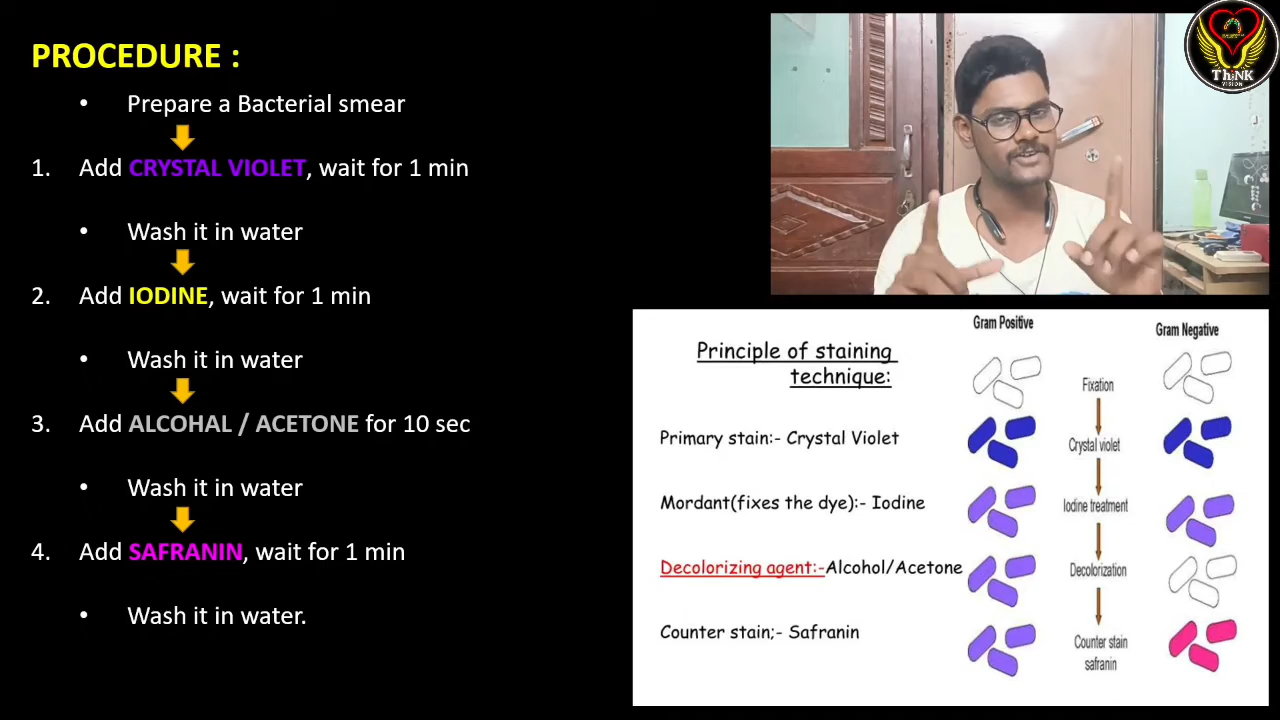 PROCEDURE :
• Prepare a Bacterial smear
1. Add CRYSTAL VIOLET, wait for 1 min
• Wash it in water
2. Add IODINE, wait for 1 min
• Wash it in water
3. Add ALCOHAL / ACETONE for 10 sec
• Wash it in water
4. Add SAFRANIN, wait for 1 min
• Wash it in water.
ThiNK
VISION
Principle of staining
technique:
Gram Positive
Gram Negative
Fixation
Primary stain:- Crystal Violet
Crystal violet
Mordant(fixes the dye):- Iodine
Iodine treatment
Decolorizing agent:-Alcohol/Acetone
Decolorization
Counter stain;- Safranin
Counter stain
safranin